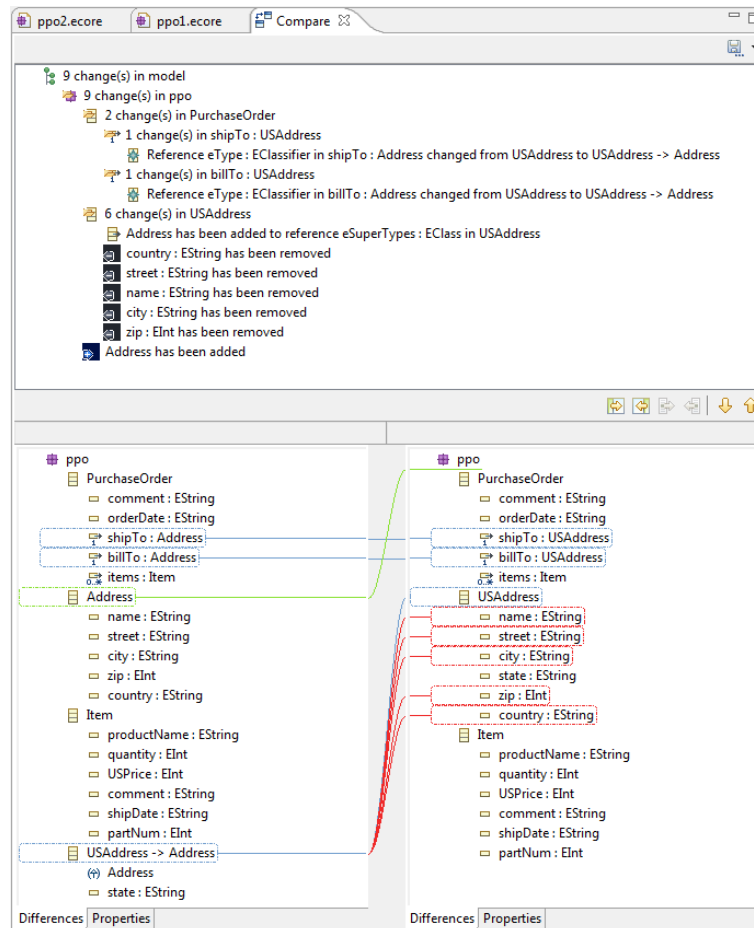 ppo2.ecore ppo1.ecore Compare
9 change(s) in model
9 change(s) in ppo
2 change(s) in PurchaseOrder
1 change(s) in shipTo : USAddress
Reference eType : EClassifier in shipTo : Address changed from USAddress to USAddress -> Address
1 change(s) in billTo : USAddress
Reference eType : EClassifier in billTo : Address changed from USAddress to USAddress -> Address
6 change(s) in USAddress
Address has been added to reference eSuperTypes : EClass in USAddress
country : EString has been removed
street : EString has been removed
name : EString has been removed
city : EString has been removed
zip : EInt has been removed
Address has been added
ppo
PurchaseOrder
comment : EString
orderDate : EString
1 shipTo : Address
1 billTo : Address
0..* items : Item
Address
name : EString
street : EString
city : EString
zip : EInt
country : EString
Item
productName : EString
quantity : EInt
USPrice : EInt
comment : EString
shipDate : EString
partNum : EInt
USAddress -> Address
Address
state : EString
Differences Properties
ppo
PurchaseOrder
comment : EString
orderDate : EString
1 shipTo : USAddress
1 billTo : USAddress
0..* items : Item
USAddress
name : EString
street : EString
city : EString
state : EString
zip : EInt
country : EString
Item
productName : EString
quantity : EInt
USPrice : EInt
comment : EString
shipDate : EString
partNum : EInt
Differences Properties